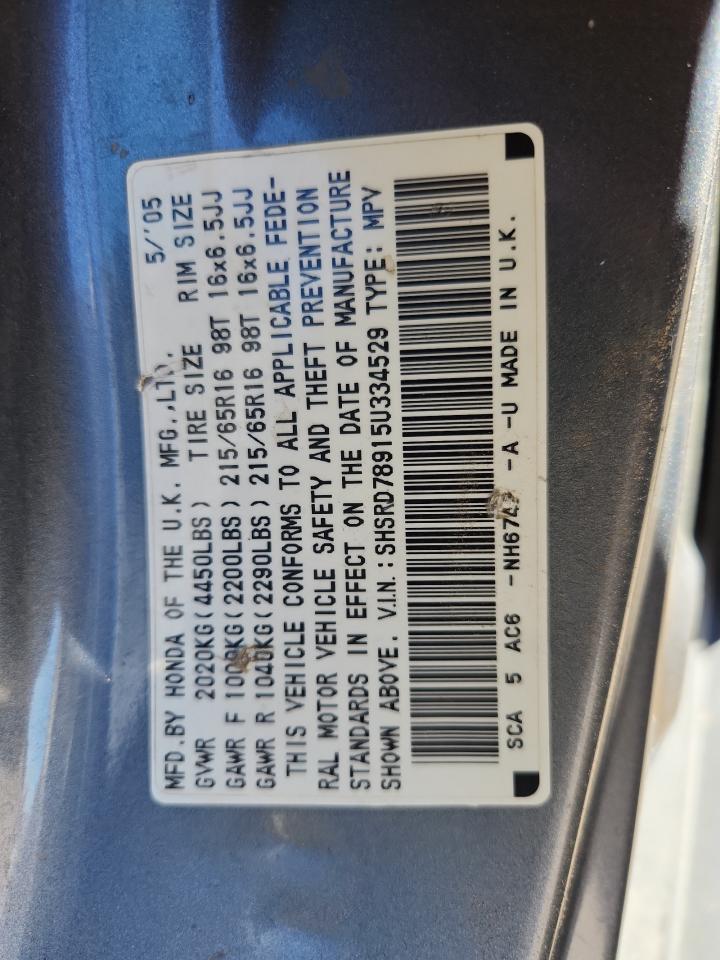 MFD.BY HONDA OF THE U.K. MFG.,LTD. 5/'05
GVWR 2020KG(4450LBS) TIRE SIZE RIM SIZE
GAWR F 1000KG(2200LBS) 215/65R16 98T 16x6.5JJ
GAWR R 1040KG(2290LBS) 215/65R16 98T 16x6.5JJ
THIS VEHICLE CONFORMS TO ALL APPLICABLE FEDE-
RAL MOTOR VEHICLE SAFETY AND THEFT PREVENTION
STANDARDS IN EFFECT ON THE DATE OF MANUFACTURE
SHOWN ABOVE. V.I.N.:SHSRD78915U334529 TYPE: MPV
SCA 5 AC6 -A -U MADE IN U.K.